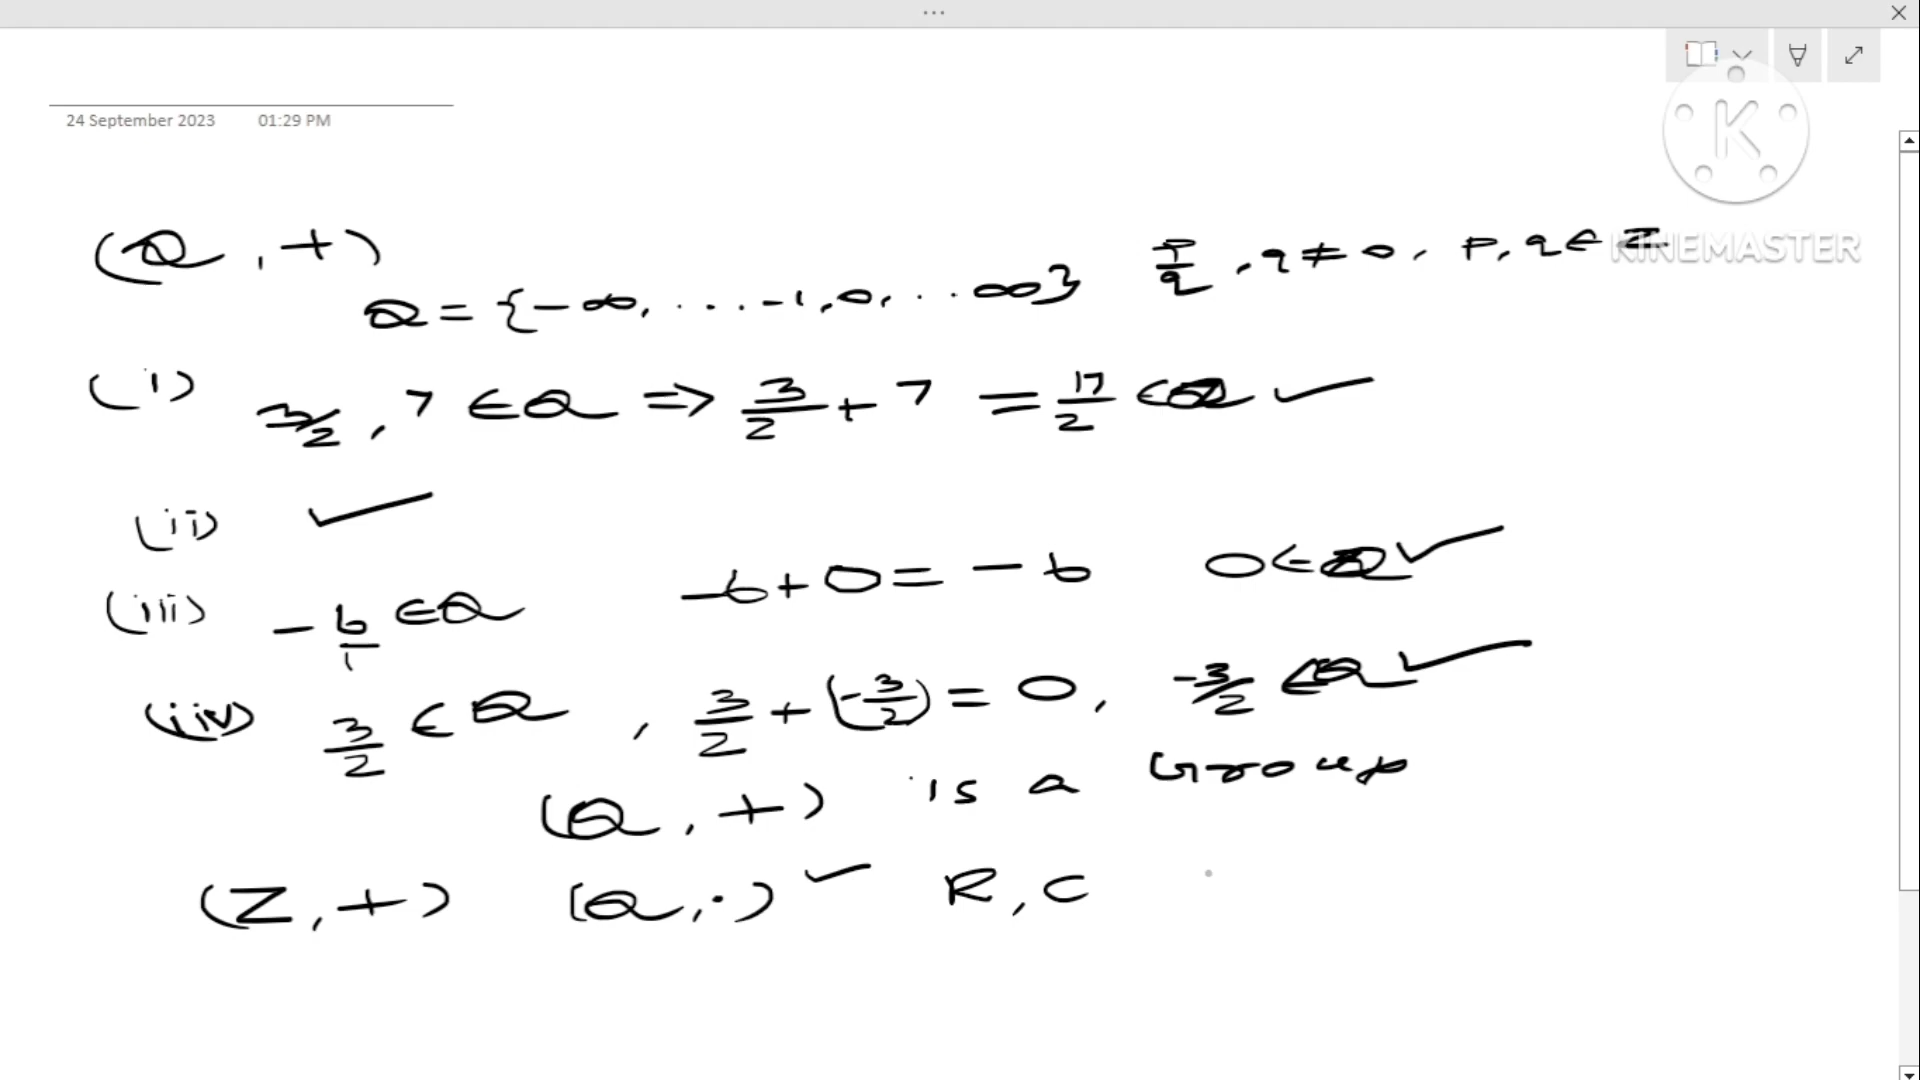 ...
24 September 2023 01:29 PM
K
KINEMASTER
(Q, +)
p/q, q ≠ 0, p, q ∈ Z
Q = {-∞, ....-1, 0, ... ∞}
(i) 3/2, 7 ∈ Q ⇒ 3/2 + 7 = 17/2 ∈ Q ✓
(ii) ✓
(iii) -6/1 ∈ Q -6 + 0 = -6 0 ∈ Q ✓
(iiv) 3/2 ∈ Q, 3/2 + (-3/2) = 0, -3/2 ∈ Q ✓
(Q, +) is a Group
(Z, +) (Q, ·) ✓ R, C